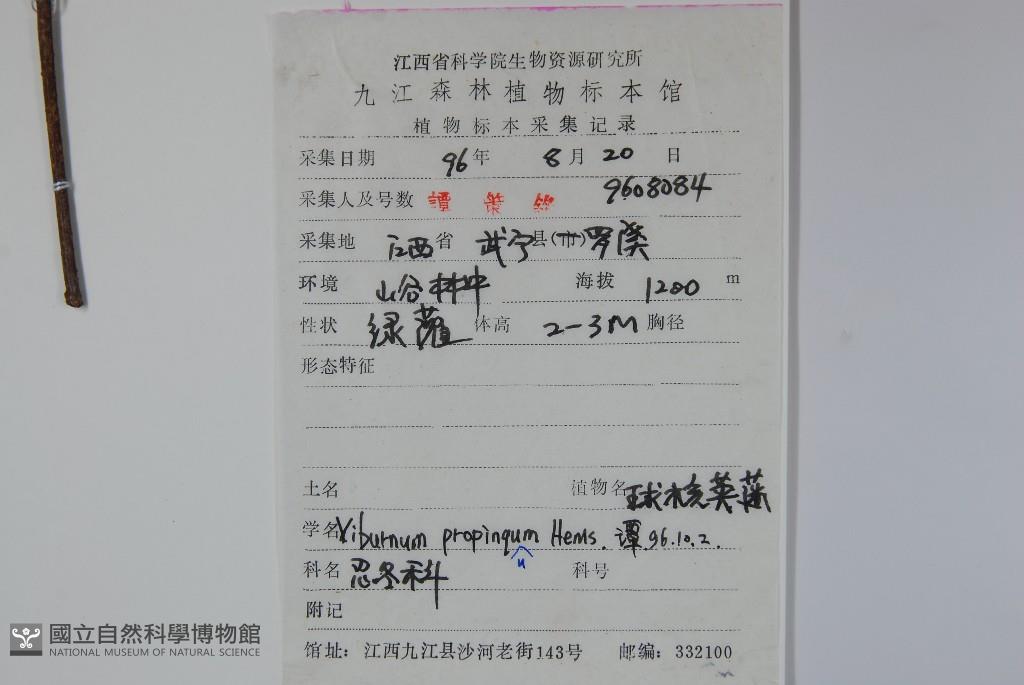 江西省科学院生物资源研究所
九江森林植物标本馆
植物标本采集记录
采集日期 96年 8月 20 日
采集人及号数 譚策铭 9608084
采集地 江西省 武宁县(市)罗溪
环境 山谷林中 海拔 1200 m
性状 绿灌 体高 2-3M 胸径
形态特征
土名 植物名 球核荚蒾
学名 Viburnum propinqum Hems. 譚 96.10.2.
u
科名 忍冬科 科号
附记
馆址：江西九江县沙河老街143号 邮编：332100
國立自然科學博物館
NATIONAL MUSEUM OF NATURAL SCIENCE